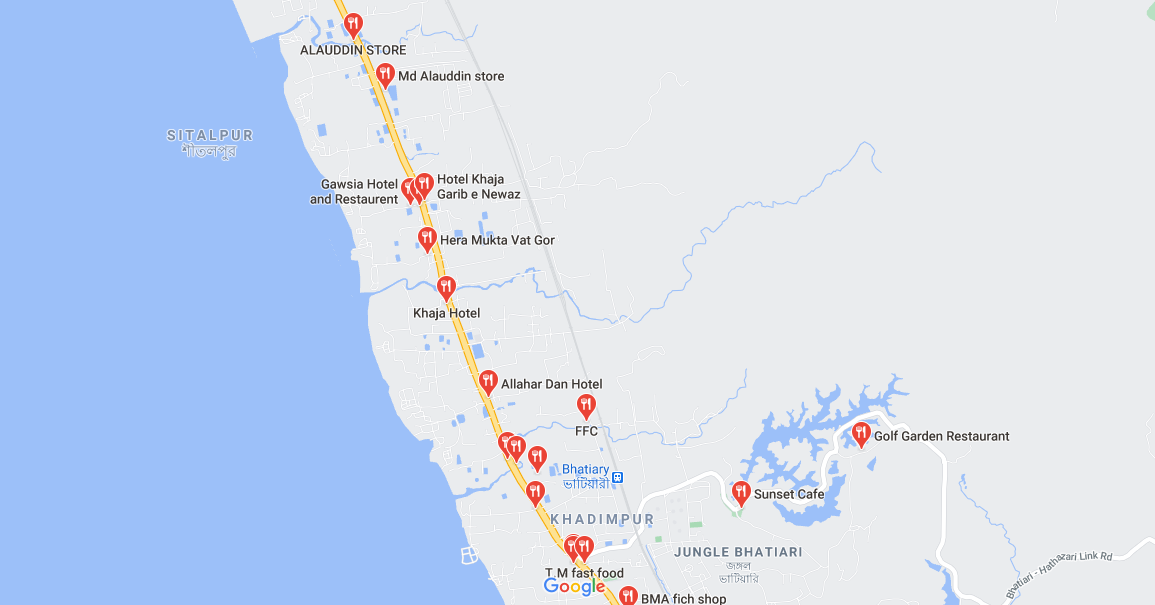 ALAUDDIN STORE
Md Alauddin store
SITALPUR
শীতলপুর
Hotel Khaja
Garib e Newaz
Gawsia Hotel
and Restaurent
Hera Mukta Vat Gor
Khaja Hotel
Allahar Dan Hotel
FFC
Golf Garden Restaurant
Bhatiary
ভাটিয়ারী
Sunset Cafe
KHADIMPUR
JUNGLE BHATIARI
জঙ্গল
ভাটিয়ারি
Bhatiari - Hathazari Link Rd
T M fast food
Google
BMA fich shop